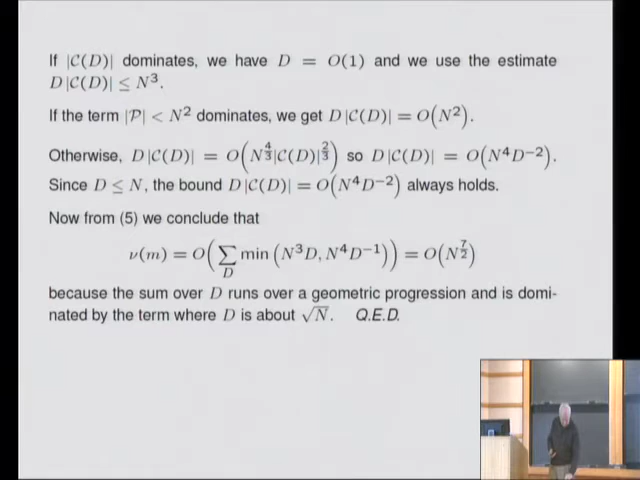 If |𝒞(D)| dominates, we have D = O(1) and we use the estimate
D|𝒞(D)| ≤ N³.
If the term |𝒫| < N² dominates, we get D|𝒞(D)| = O(N²).
Otherwise, D|𝒞(D)| = O(N^{4/3}|𝒞(D)|^{2/3}) so D|𝒞(D)| = O(N⁴D⁻²).
Since D ≤ N, the bound D|𝒞(D)| = O(N⁴D⁻²) always holds.
Now from (5) we conclude that
ν(m) = O(∑_D min (N³D, N⁴D⁻¹)) = O(N^{7/2})
because the sum over D runs over a geometric progression and is domi-
nated by the term where D is about √N. Q.E.D.